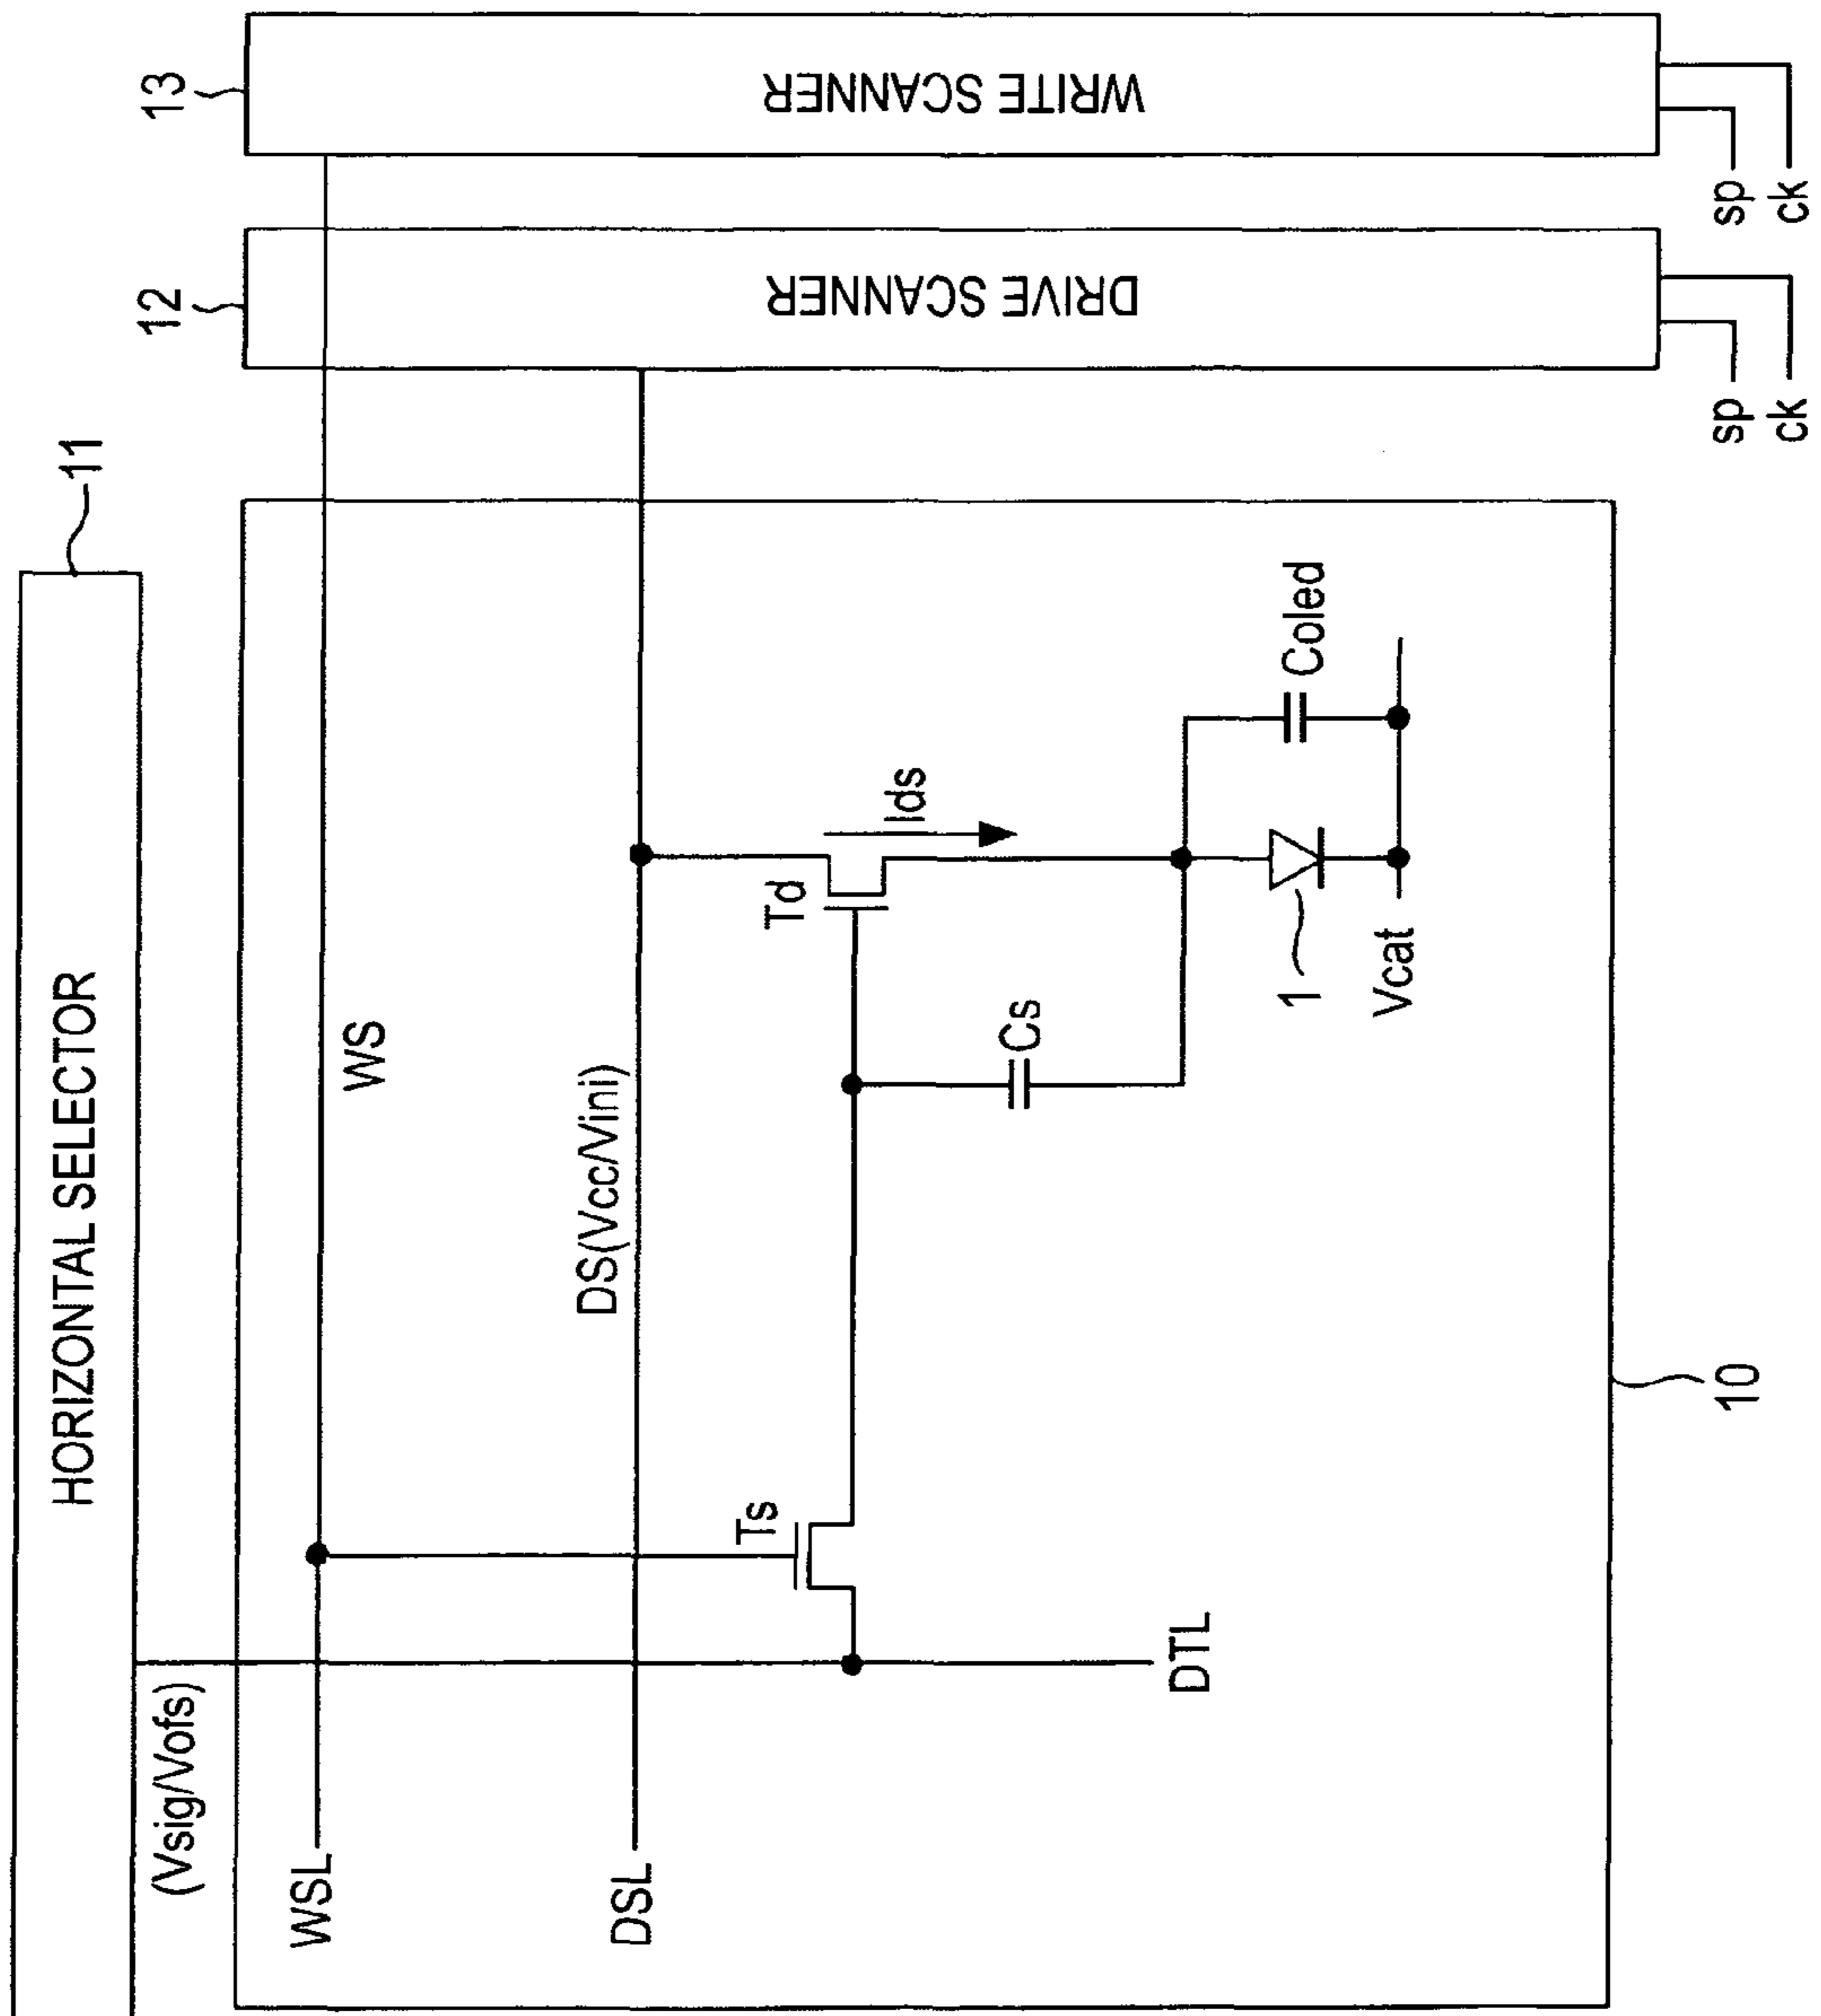 HORIZONTAL SELECTOR
11
12
13
DRIVE SCANNER
WRITE SCANNER
(Vsig/Vofs)
WSL
WS
DSL
DS(Vcc/Vini)
Ts
Td
Ids
Cs
Coled
1
Vcat
DTL
10
sp
ck
sp
ck